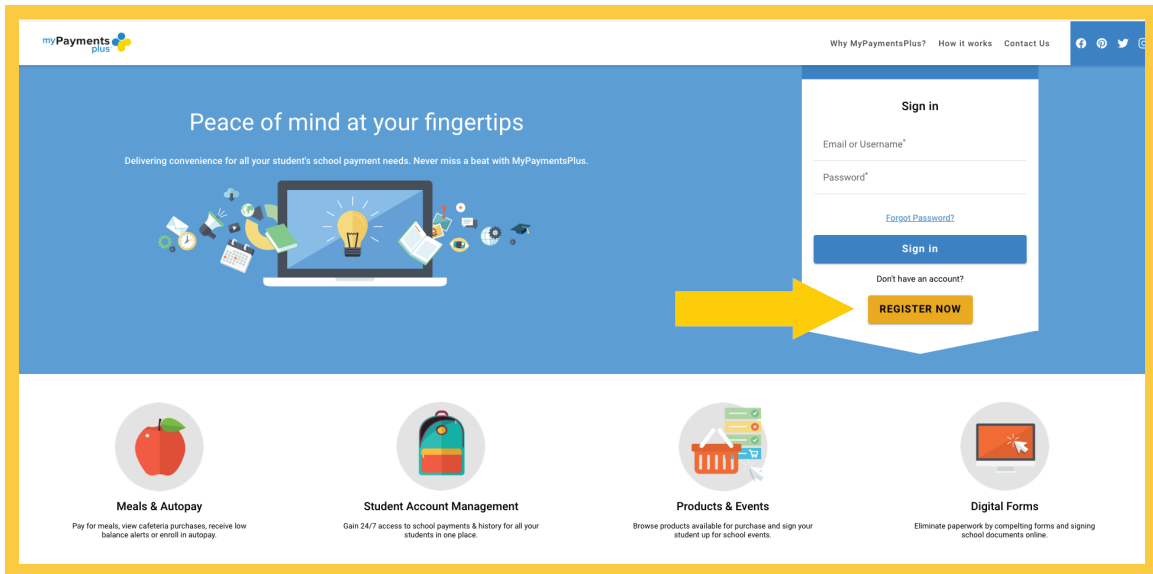 myPayments
plus
Why MyPaymentsPlus? How it works Contact Us
Peace of mind at your fingertips
Delivering convenience for all your student's school payment needs. Never miss a beat with MyPaymentsPlus.
Sign in
Email or Username*
Password*
Forgot Password?
Sign in
Don't have an account?
REGISTER NOW
Meals & Autopay
Pay for meals, view cafeteria purchases, receive low
balance alerts or enroll in autopay.
Student Account Management
Gain 24/7 access to school payments & history for all your
students in one place.
Products & Events
Browse products available for purchase and sign your
student up for school events.
Digital Forms
Eliminate paperwork by compelting forms and signing
school documents online.